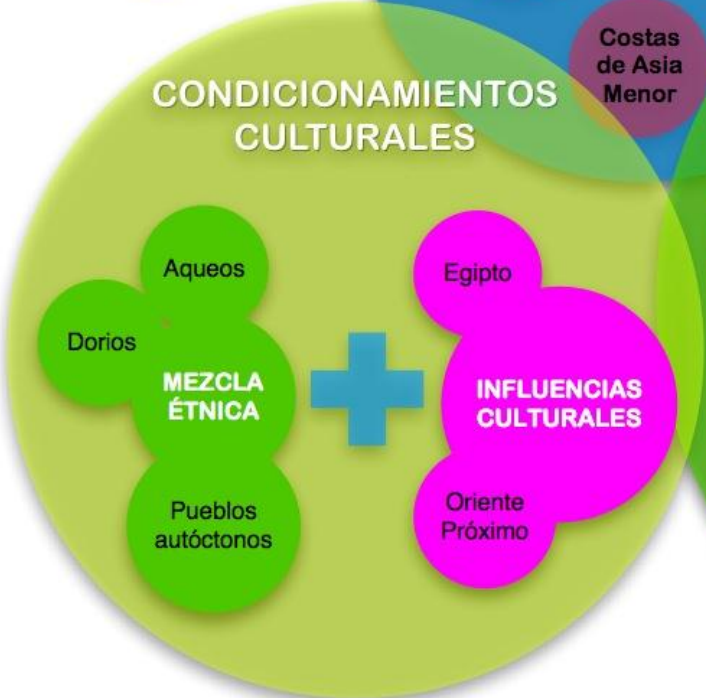 Costas
de Asia
Menor
CONDICIONAMIENTOS
CULTURALES
Aqueos
Dorios
MEZCLA
ÉTNICA
Pueblos
autóctonos
Egipto
INFLUENCIAS
CULTURALES
Oriente
Próximo